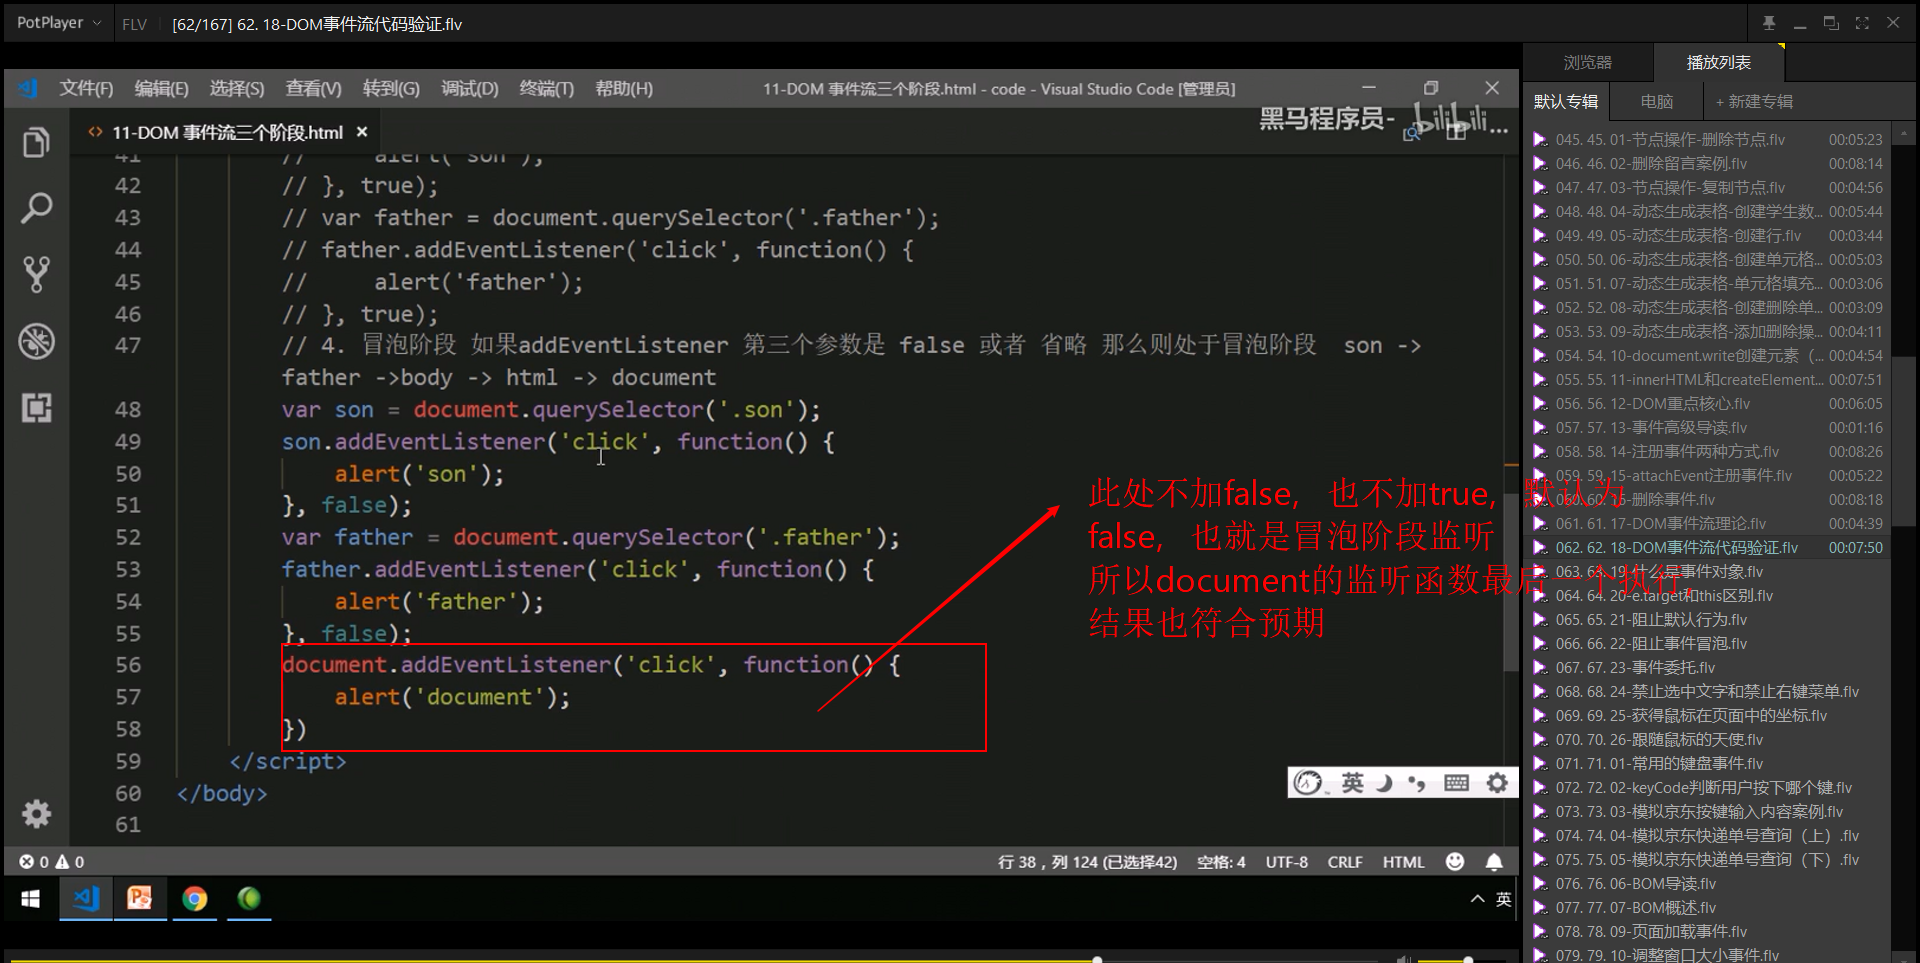 PotPlayer
FLV
[62/167] 62. 18-DOM事件流代码验证.flv
文件(F) 编辑(E) 选择(S) 查看(V) 转到(G) 调试(D) 终端(T) 帮助(H)
11-DOM 事件流三个阶段.html - code - Visual Studio Code [管理员]
<> 11-DOM 事件流三个阶段.html ×
黑马程序员- bilibili
41 // alert('son');
42 // }, true);
43 // var father = document.querySelector('.father');
44 // father.addEventListener('click', function() {
45 // alert('father');
46 // }, true);
47 // 4. 冒泡阶段 如果addEventListener 第三个参数是 false 或者 省略 那么则处于冒泡阶段 son ->
father ->body -> html -> document
48 var son = document.querySelector('.son');
49 son.addEventListener('click', function() {
50 alert('son');
51 }, false);
52 var father = document.querySelector('.father');
53 father.addEventListener('click', function() {
54 alert('father');
55 }, false);
56 document.addEventListener('click', function() {
57 alert('document');
58 })
59 </script>
60 </body>
61
此处不加false, 也不加true, 默认为
false, 也就是冒泡阶段监听
所以document的监听函数最后一个执行,
结果也符合预期
英
0 0
行 38，列 124 (已选择42) 空格: 4 UTF-8 CRLF HTML
英
浏览器 播放列表
默认专辑 电脑 + 新建专辑
045. 45. 01-节点操作-删除节点.flv 00:05:23
046. 46. 02-删除留言案例.flv 00:08:14
047. 47. 03-节点操作-复制节点.flv 00:04:56
048. 48. 04-动态生成表格-创建学生数... 00:05:44
049. 49. 05-动态生成表格-创建行.flv 00:03:44
050. 50. 06-动态生成表格-创建单元格... 00:05:03
051. 51. 07-动态生成表格-单元格填充... 00:03:06
052. 52. 08-动态生成表格-创建删除单... 00:03:09
053. 53. 09-动态生成表格-添加删除操... 00:04:11
054. 54. 10-document.write创建元素（... 00:04:54
055. 55. 11-innerHTML和createElement... 00:07:51
056. 56. 12-DOM重点核心.flv 00:06:05
057. 57. 13-事件高级导读.flv 00:01:16
058. 58. 14-注册事件两种方式.flv 00:08:26
059. 59. 15-attachEvent注册事件.flv 00:05:22
060. 60. 16-删除事件.flv 00:08:18
061. 61. 17-DOM事件流理论.flv 00:04:39
062. 62. 18-DOM事件流代码验证.flv 00:07:50
063. 63. 19-什么是事件对象.flv
064. 64. 20-e.target和this区别.flv
065. 65. 21-阻止默认行为.flv
066. 66. 22-阻止事件冒泡.flv
067. 67. 23-事件委托.flv
068. 68. 24-禁止选中文字和禁止右键菜单.flv
069. 69. 25-获得鼠标在页面中的坐标.flv
070. 70. 26-跟随鼠标的天使.flv
071. 71. 01-常用的键盘事件.flv
072. 72. 02-keyCode判断用户按下哪个键.flv
073. 73. 03-模拟京东按键输入内容案例.flv
074. 74. 04-模拟京东快递单号查询（上）.flv
075. 75. 05-模拟京东快递单号查询（下）.flv
076. 76. 06-BOM导读.flv
077. 77. 07-BOM概述.flv
078. 78. 09-页面加载事件.flv
079. 79. 10-调整窗口大小事件.flv